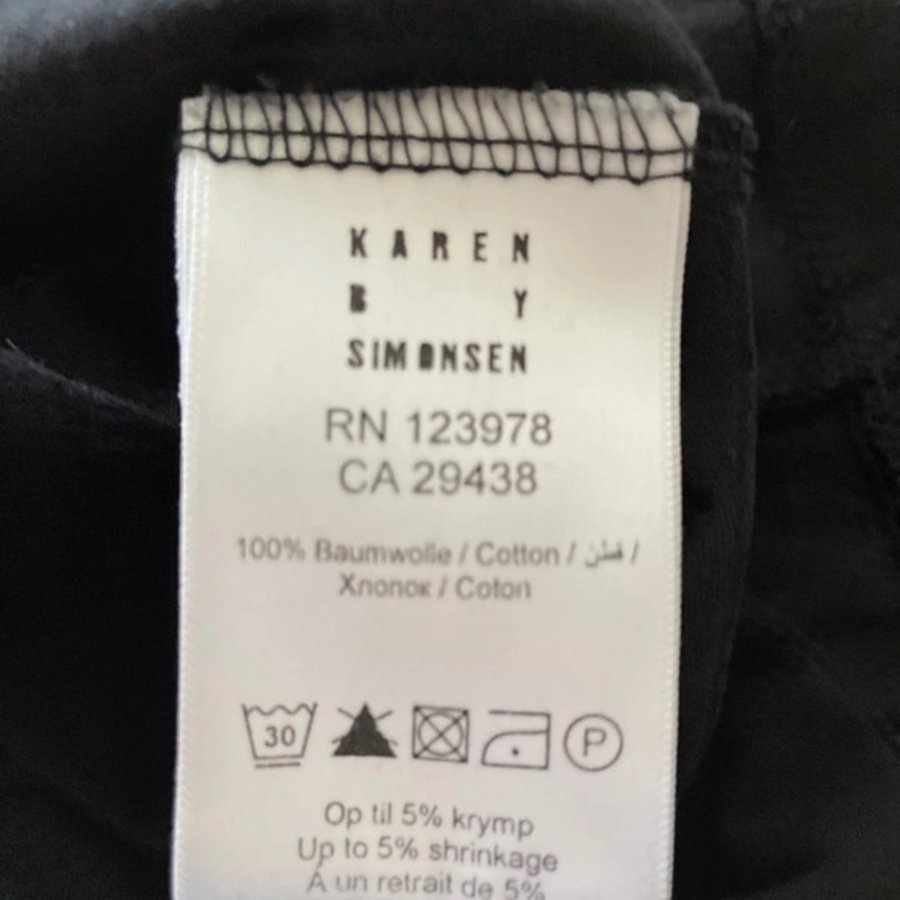 KAREN
BY
SIMONSEN
RN 123978
CA 29438
100% Baumwolle / Cotton / قطن /
Хлопок / Coton
30 P
Op til 5% krymp
Up to 5% shrinkage
À un retrait de 5%